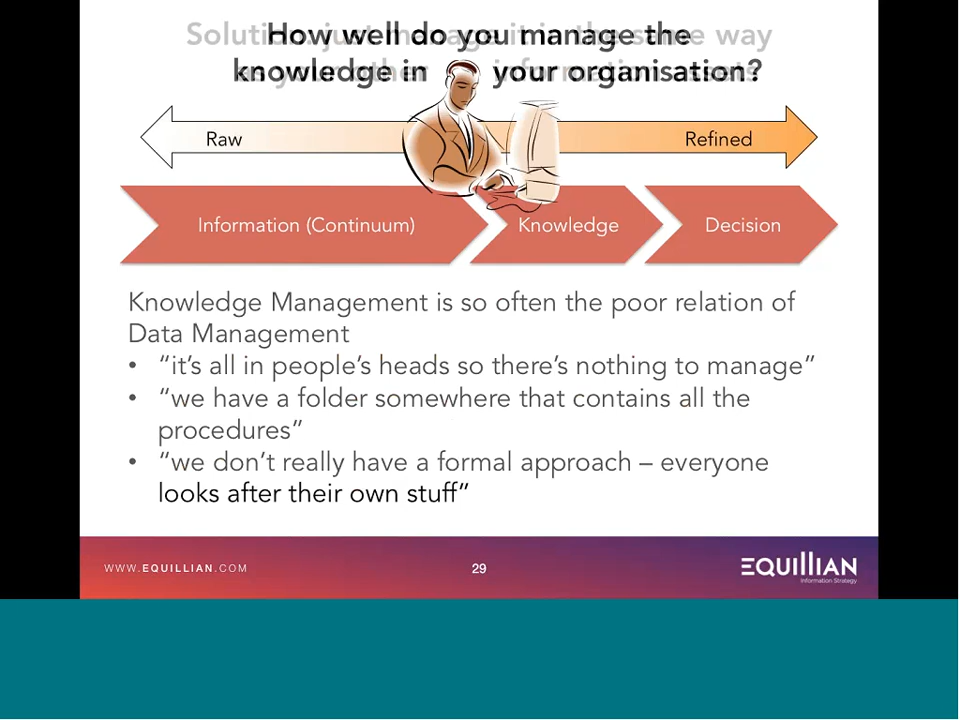 How well do you manage the
knowledge in your organisation?
Raw
Refined
Information (Continuum)
Knowledge
Decision
Knowledge Management is so often the poor relation of
Data Management
• “it’s all in people’s heads so there’s nothing to manage”
• “we have a folder somewhere that contains all the
procedures”
• “we don’t really have a formal approach – everyone
looks after their own stuff”
WWW.EQUILLIAN.COM
29
EQUILLIAN
Information Strategy